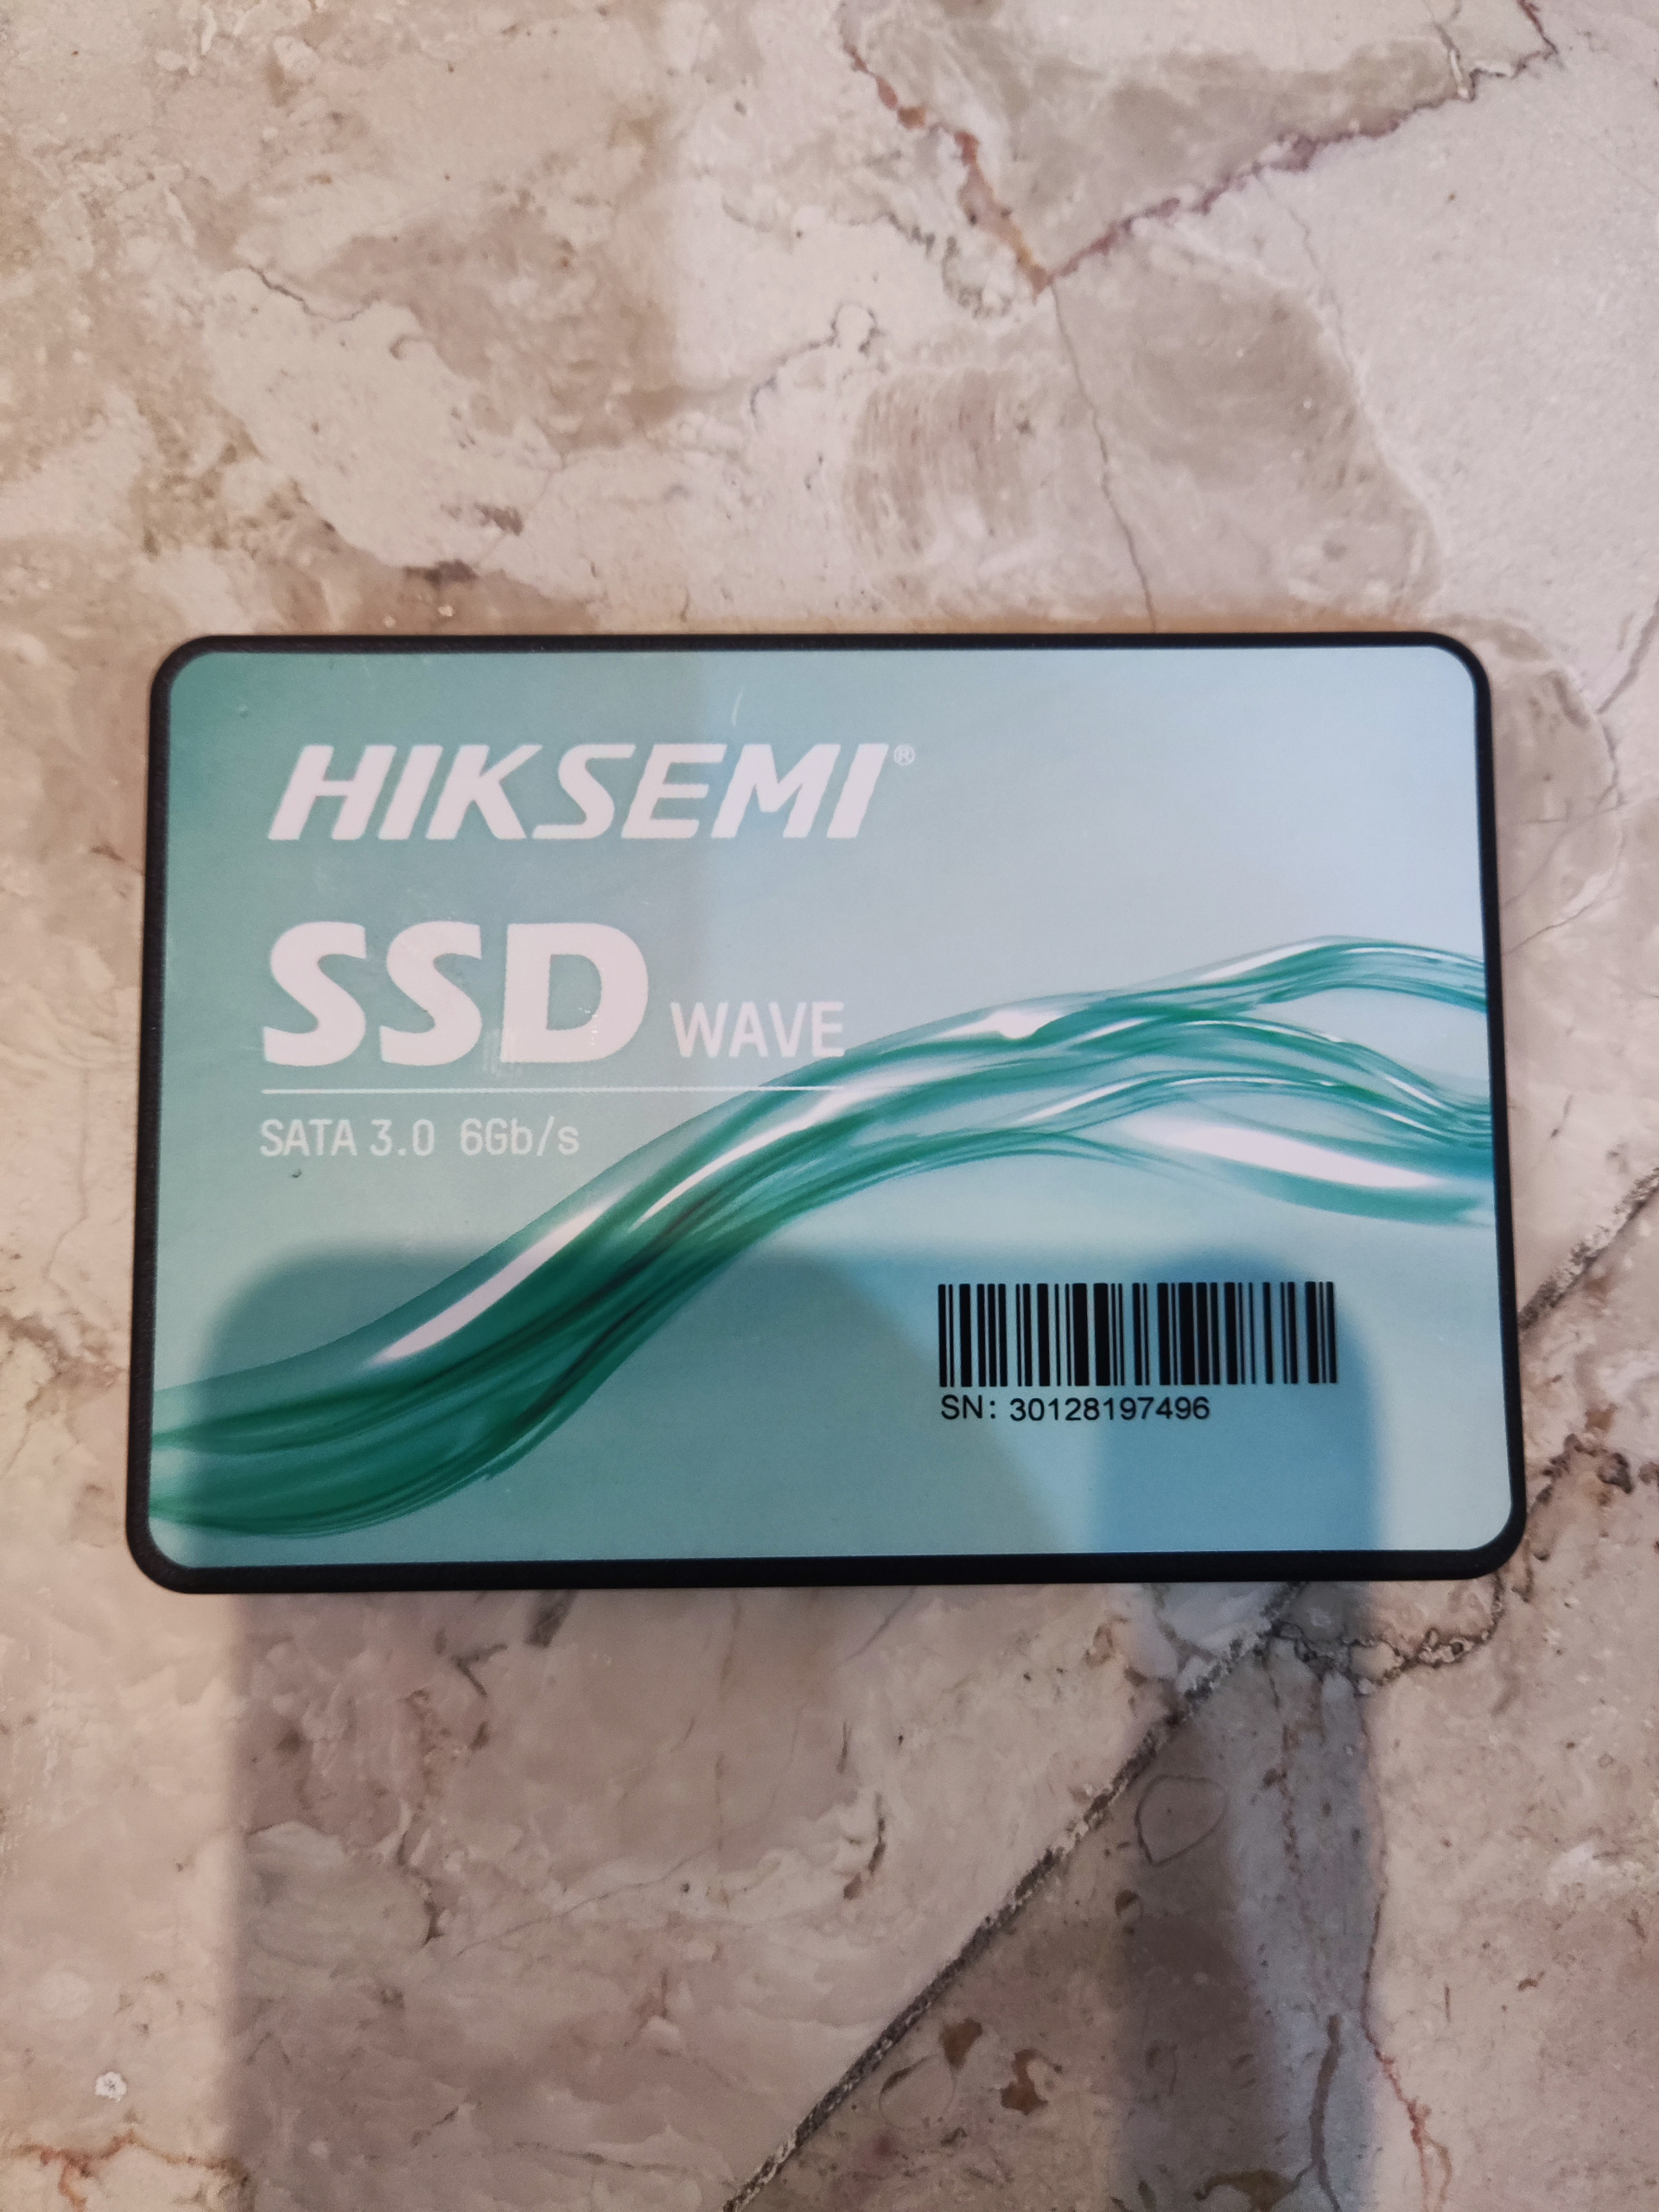 HIKSEMI®
SSD WAVE
SATA 3.0 6Gb/s
SN: 30128197496